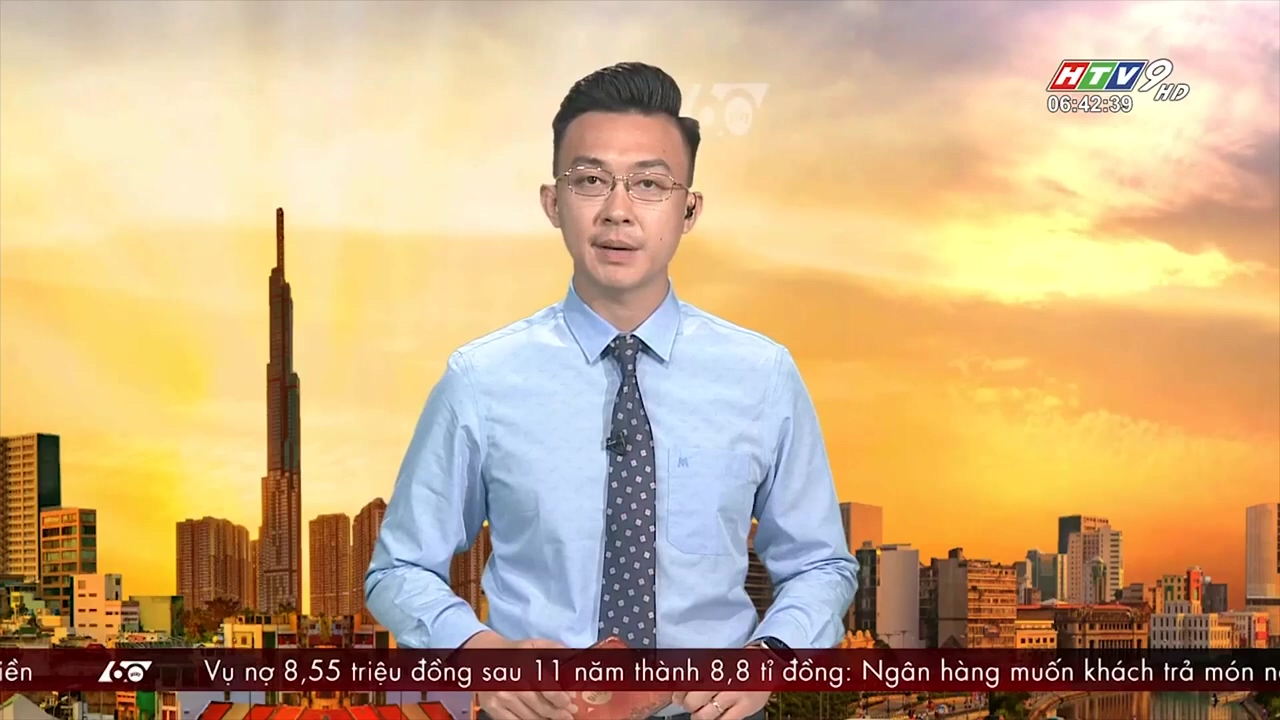 HTV9 HD
06:42:39
iền 60 giây Vụ nợ 8,55 triệu đồng sau 11 năm thành 8,8 tỉ đồng: Ngân hàng muốn khách trả món n